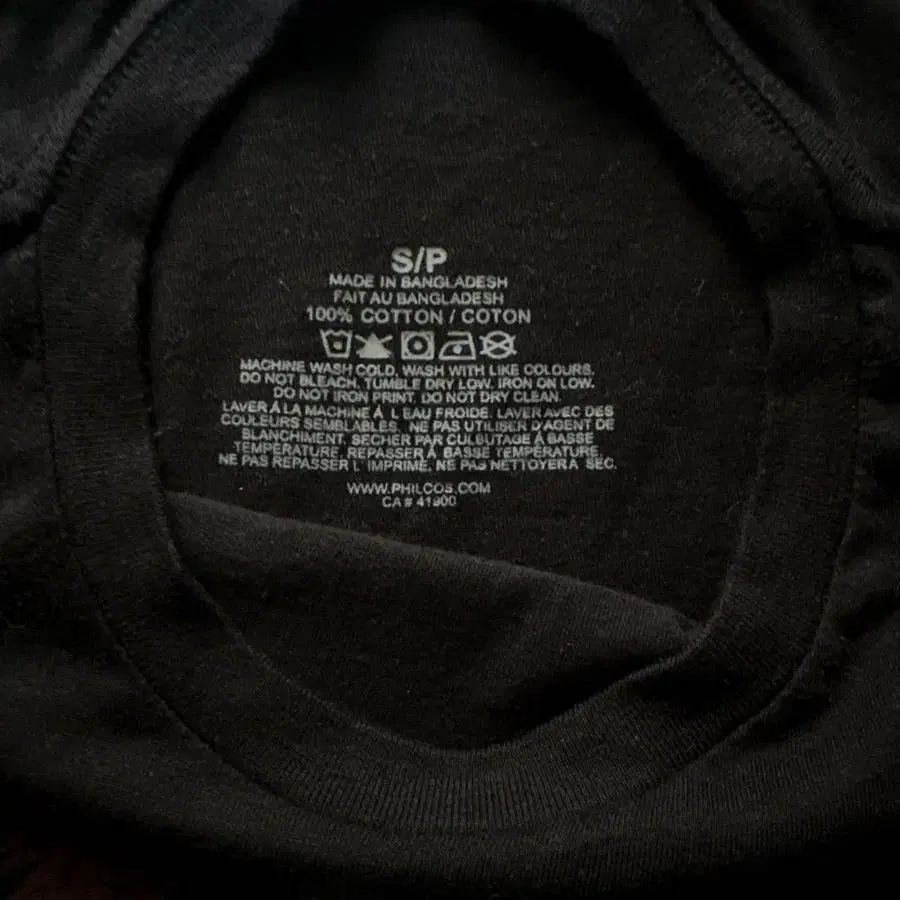 S/P
MADE IN BANGLADESH
FAIT AU BANGLADESH
100% COTTON / COTON
MACHINE WASH COLD. WASH WITH LIKE COLOURS.
DO NOT BLEACH. TUMBLE DRY LOW. IRON ON LOW.
DO NOT IRON PRINT. DO NOT DRY CLEAN.
LAVER À LA MACHINE À L EAU FROIDE. LAVER AVEC DES
COULEURS SEMBLABLES. NE PAS UTILISER D'AGENT DE
BLANCHIMENT. SECHER PAR CULBUTAGE À BASSE
TEMPÉRATURE. REPASSER À BASSE TEMPÉRATURE.
NE PAS REPASSER L'IMPRIMÉ. NE PAS NETTOYER À SEC.
WWW.PHILCOS.COM
CA # 41900